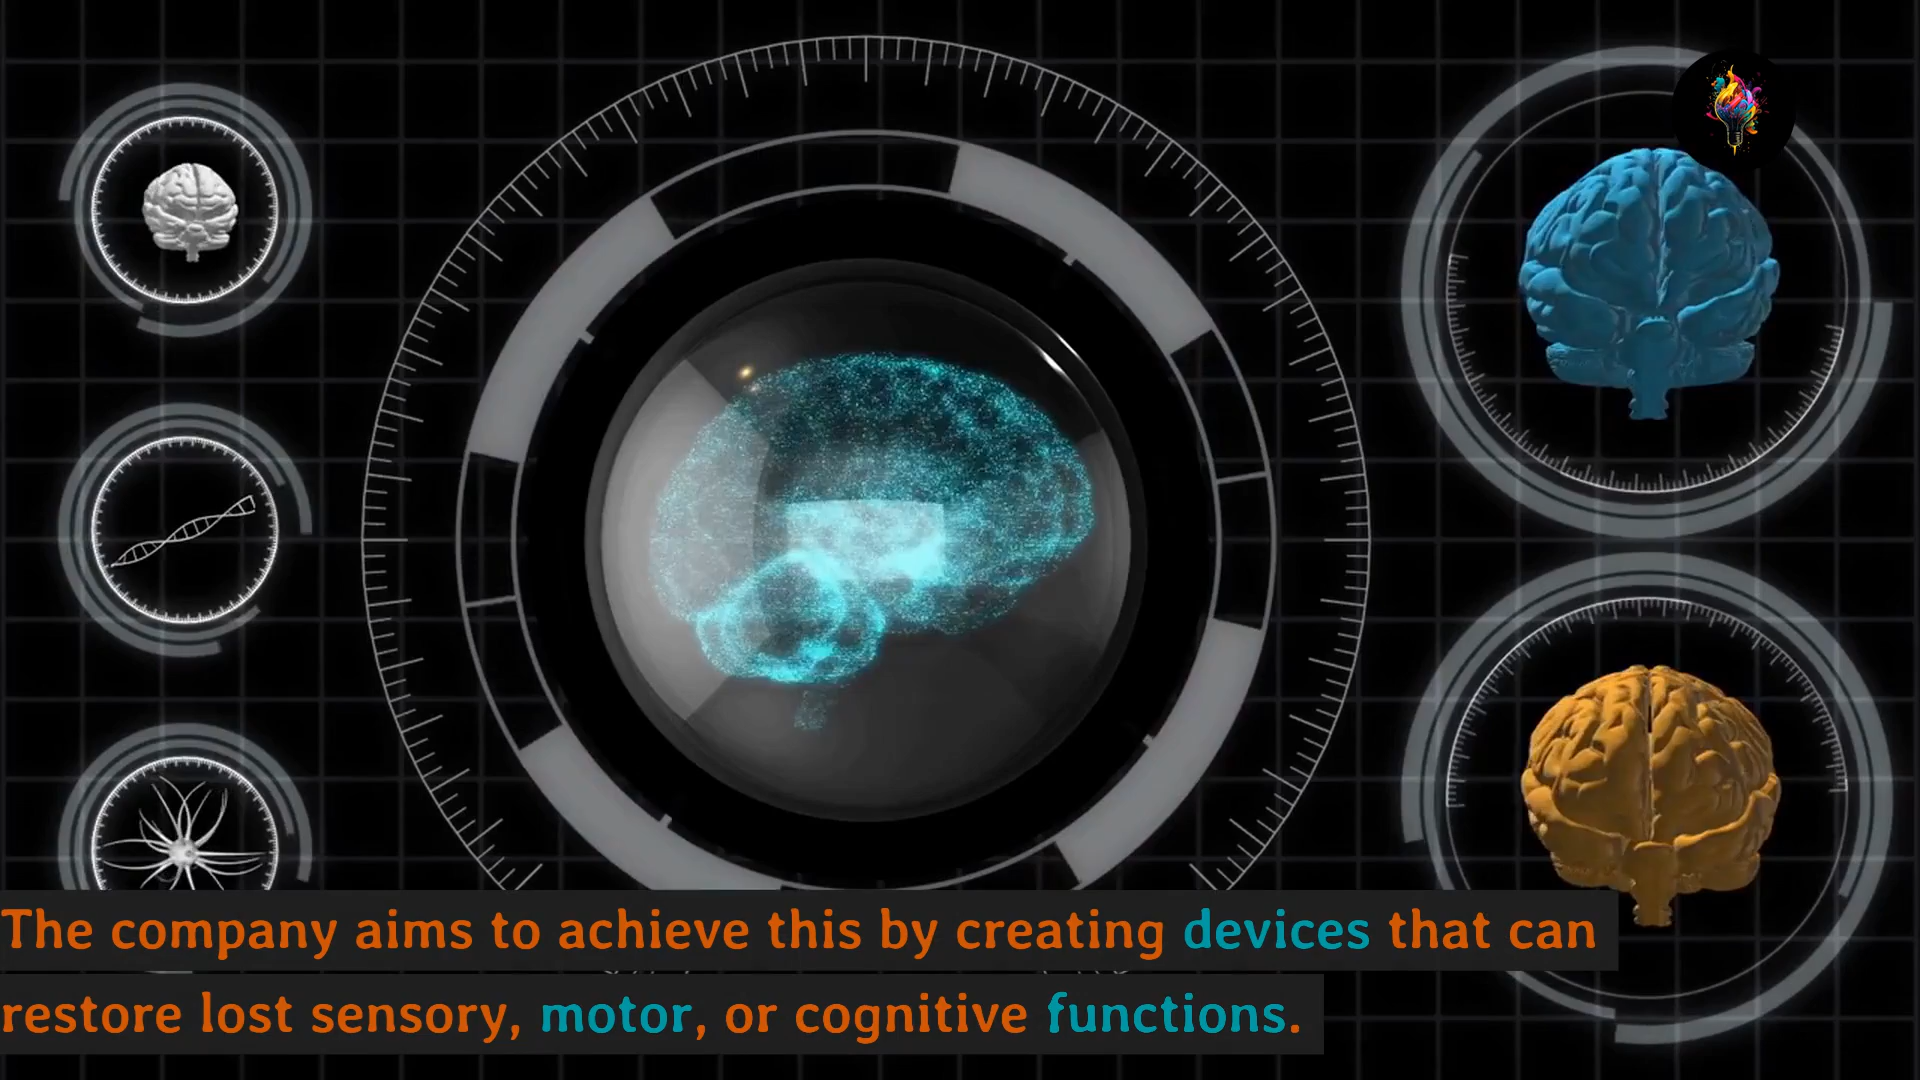 The company aims to achieve this by creating devices that can
restore lost sensory, motor, or cognitive functions.